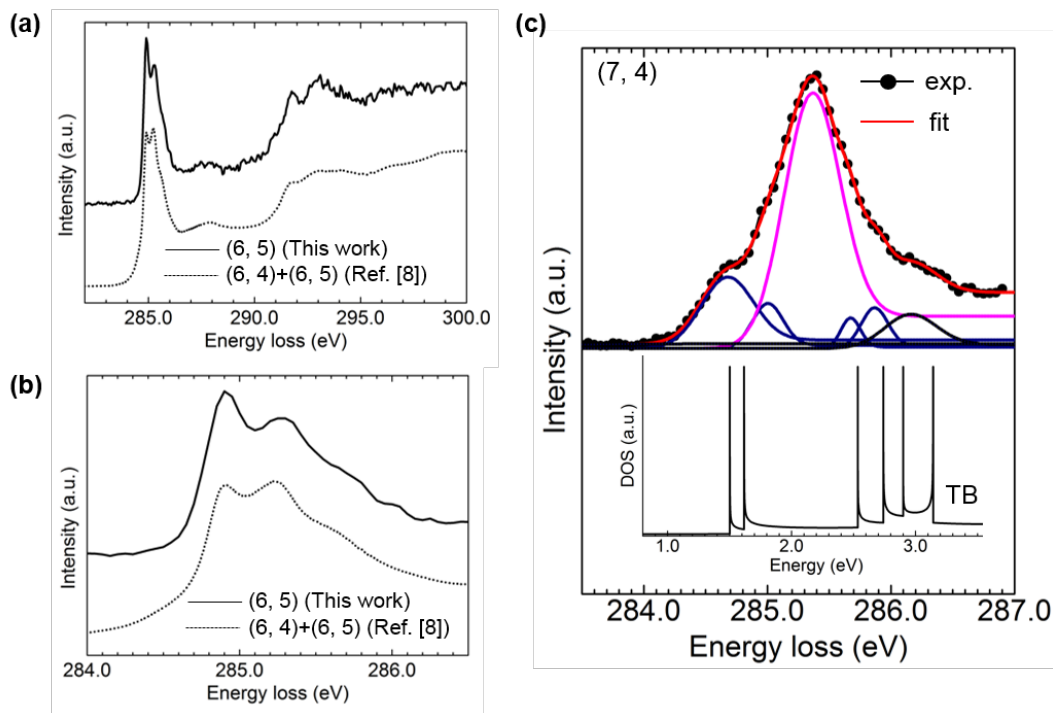 (a)
Intensity (a.u.)
(6, 5) (This work)
(6, 4)+(6, 5) (Ref. [8])
285.0 290.0 295.0 300.0
Energy loss (eV)
(b)
Intensity (a.u.)
(6, 5) (This work)
(6, 4)+(6, 5) (Ref. [8])
284.0 285.0 286.0
Energy loss (eV)
(c)
(7, 4)
exp.
fit
Intensity (a.u.)
DOS (a.u.)
TB
1.0 2.0 3.0
Energy (eV)
284.0 285.0 286.0 287.0
Energy loss (eV)